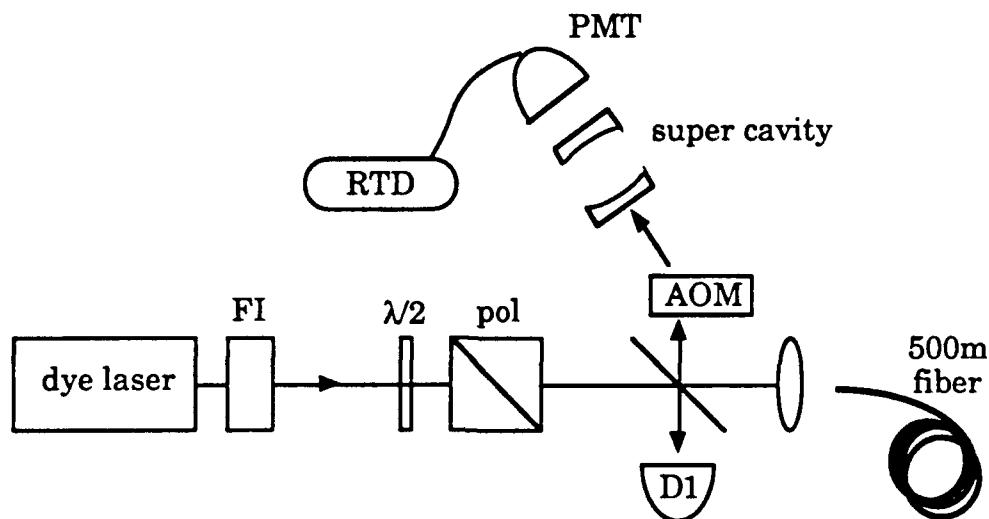 PMT
super cavity
RTD
AOM
FI
λ/2
pol
dye laser
500m
fiber
D1